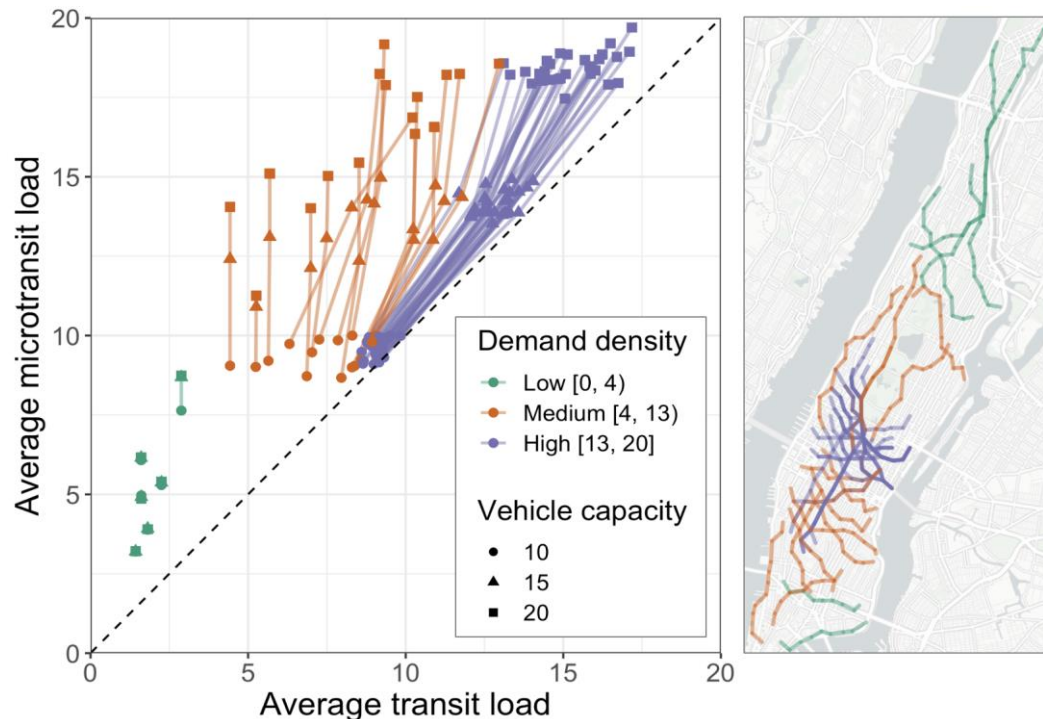 20
15
10
5
0
Average microtransit load
0
5
10
15
20
Average transit load
Demand density
Low [0, 4)
Medium [4, 13)
High [13, 20]
Vehicle capacity
10
15
20